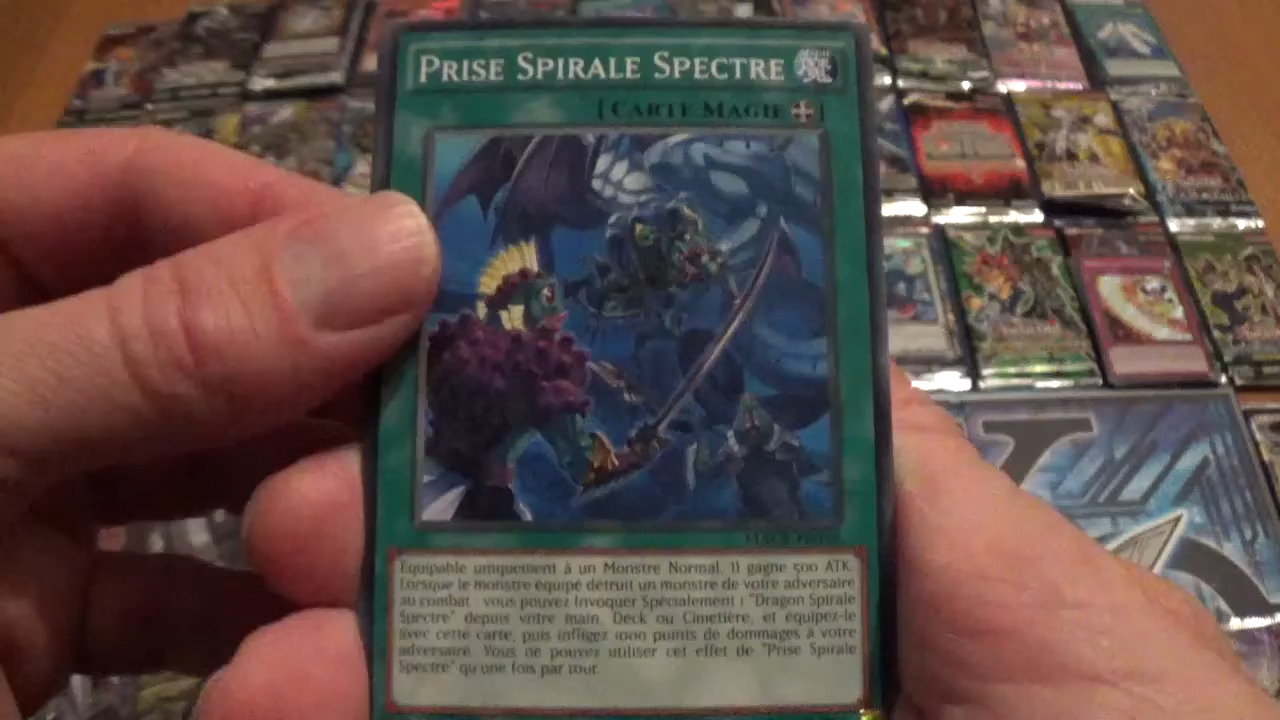 PRISE SPIRALE SPECTRE
[ CARTE MAGIE ]
Equipable uniquement à un Monstre Normal. Il gagne 500 ATK.
Lorsque le monstre équipé détruit un monstre de votre adversaire
au combat : vous pouvez Invoquer Spécialement 1 "Dragon Spirale
Spectre" depuis votre main, Deck ou Cimetière, et équipez-le
avec cette carte, puis infligez 1000 points de dommages à votre
adversaire. Vous ne pouvez utiliser cet effet de "Prise Spirale
Spectre" qu'une fois par tour.